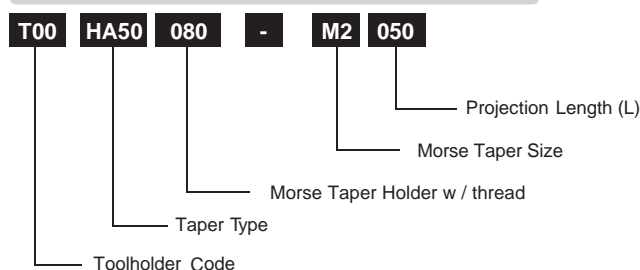 T00 HA50 080 - M2 050
Projection Length (L)
Morse Taper Size
Morse Taper Holder w / thread
Taper Type
Toolholder Code